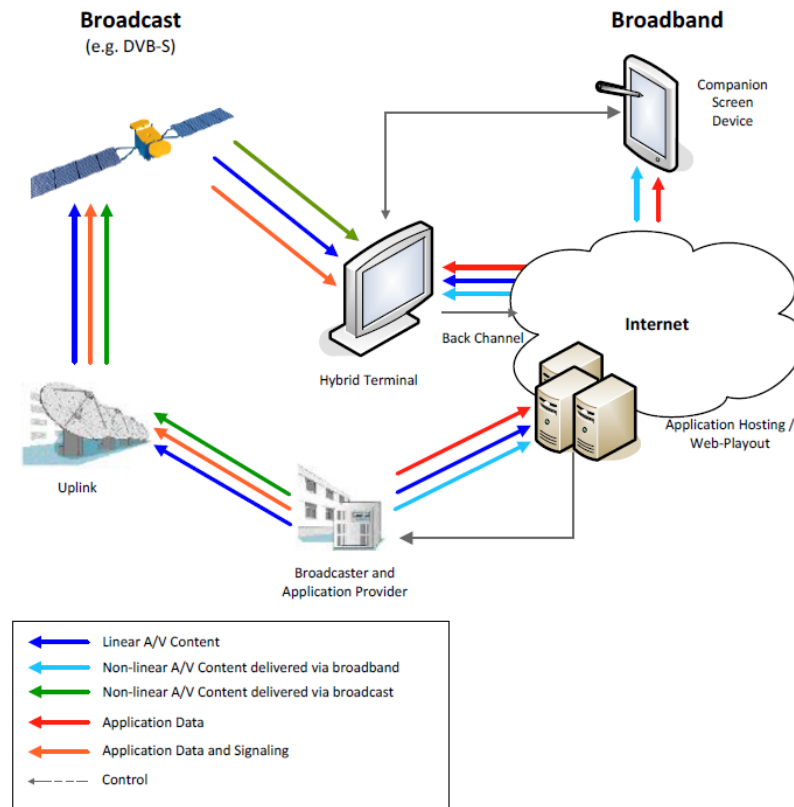 Broadcast
(e.g. DVB-S)
Broadband
Companion
Screen
Device
Internet
Back Channel
Hybrid Terminal
Application Hosting /
Web-Playout
Uplink
Broadcaster and
Application Provider
Linear A/V Content
Non-linear A/V Content delivered via broadband
Non-linear A/V Content delivered via broadcast
Application Data
Application Data and Signaling
Control